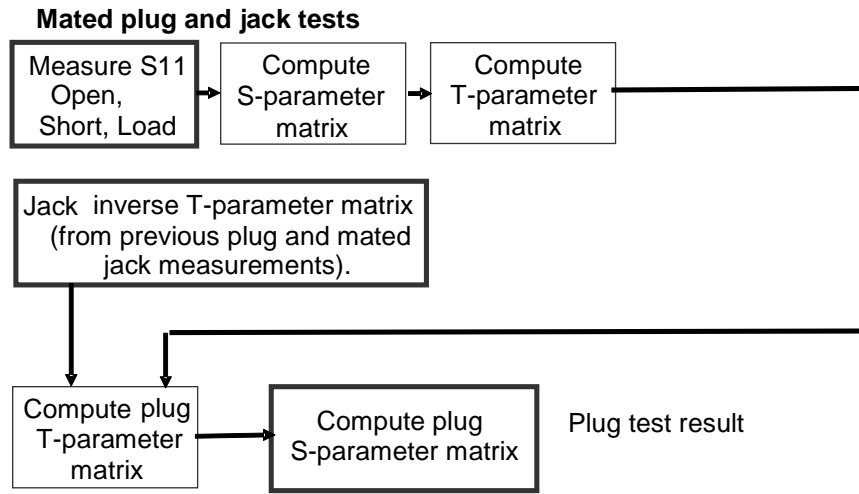 Mated plug and jack tests
Measure S11
Open,
Short, Load
Compute
S-parameter
matrix
Compute
T-parameter
matrix
Jack inverse T-parameter matrix
(from previous plug and mated
jack measurements).
Compute plug
T-parameter
matrix
Compute plug
S-parameter matrix
Plug test result